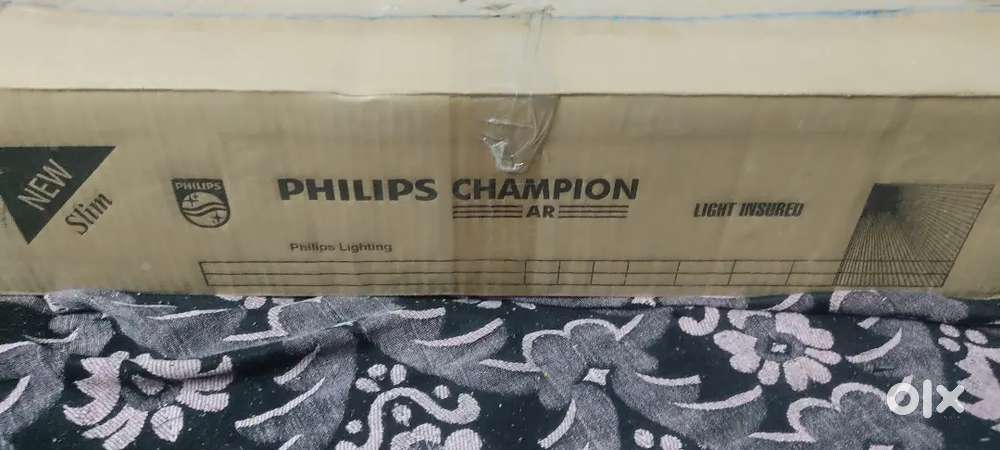 NEW
Slim
PHILIPS
PHILIPS CHAMPION
AR
LIGHT INSURED
Philips Lighting
olx